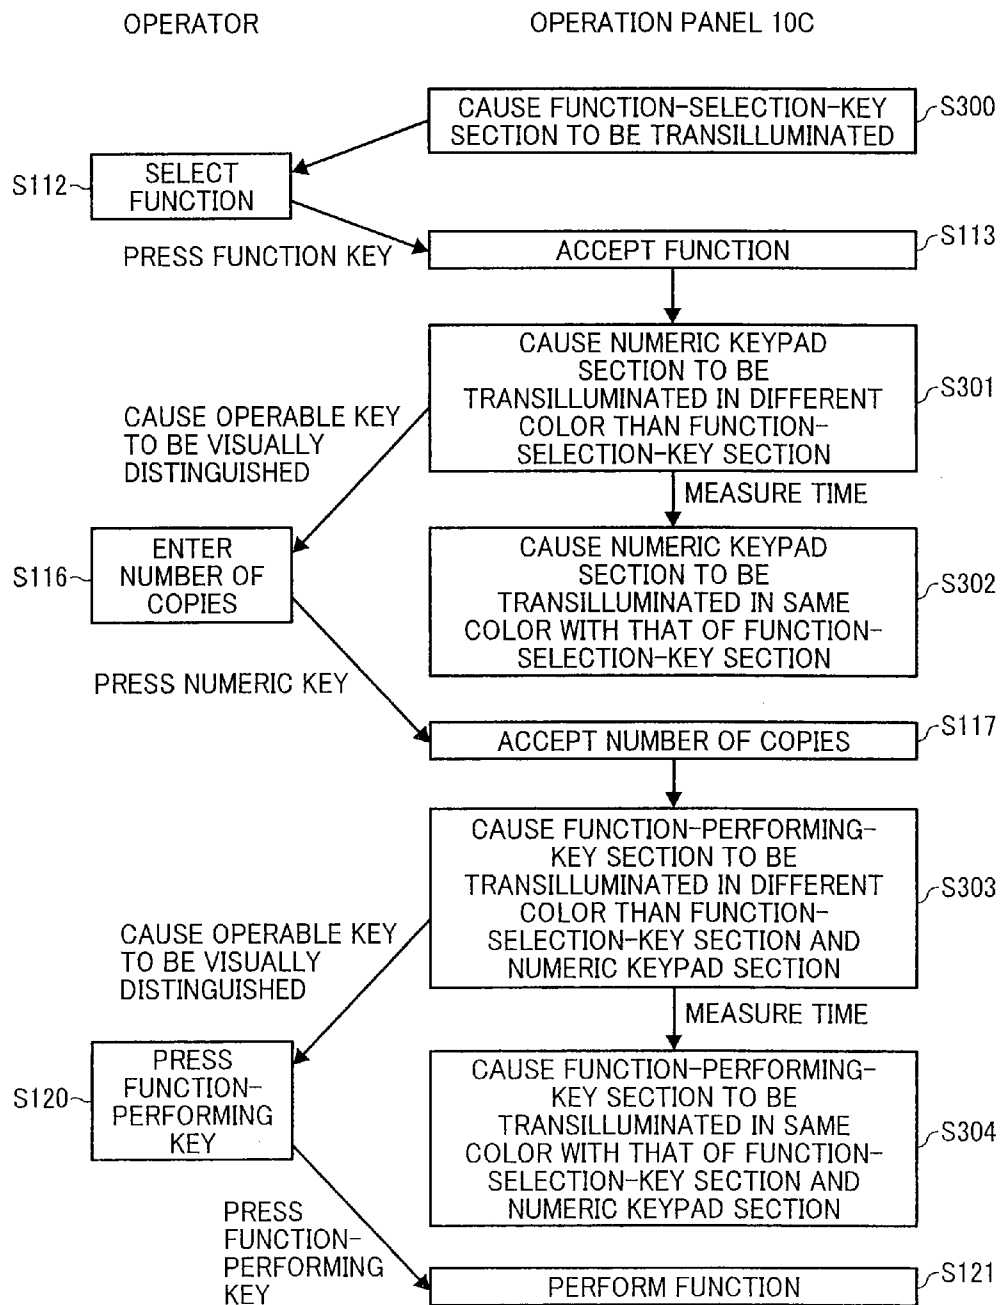 OPERATOR
OPERATION PANEL 10C
CAUSE FUNCTION-SELECTION-KEY
SECTION TO BE TRANSILLUMINATED
S300
S112
SELECT
FUNCTION
PRESS FUNCTION KEY
ACCEPT FUNCTION
S113
CAUSE NUMERIC KEYPAD
SECTION TO BE
TRANSILLUMINATED IN DIFFERENT
COLOR THAN FUNCTION-
SELECTION-KEY SECTION
S301
CAUSE OPERABLE KEY
TO BE VISUALLY
DISTINGUISHED
MEASURE TIME
S116
ENTER
NUMBER OF
COPIES
CAUSE NUMERIC KEYPAD
SECTION TO BE
TRANSILLUMINATED IN SAME
COLOR WITH THAT OF FUNCTION-
SELECTION-KEY SECTION
S302
PRESS NUMERIC KEY
ACCEPT NUMBER OF COPIES
S117
CAUSE FUNCTION-PERFORMING-
KEY SECTION TO BE
TRANSILLUMINATED IN DIFFERENT
COLOR THAN FUNCTION-
SELECTION-KEY SECTION AND
NUMERIC KEYPAD SECTION
S303
CAUSE OPERABLE KEY
TO BE VISUALLY
DISTINGUISHED
MEASURE TIME
S120
PRESS
FUNCTION-
PERFORMING
KEY
CAUSE FUNCTION-PERFORMING-
KEY SECTION TO BE
TRANSILLUMINATED IN SAME
COLOR WITH THAT OF FUNCTION-
SELECTION-KEY SECTION AND
NUMERIC KEYPAD SECTION
S304
PRESS
FUNCTION-
PERFORMING
KEY
PERFORM FUNCTION
S121